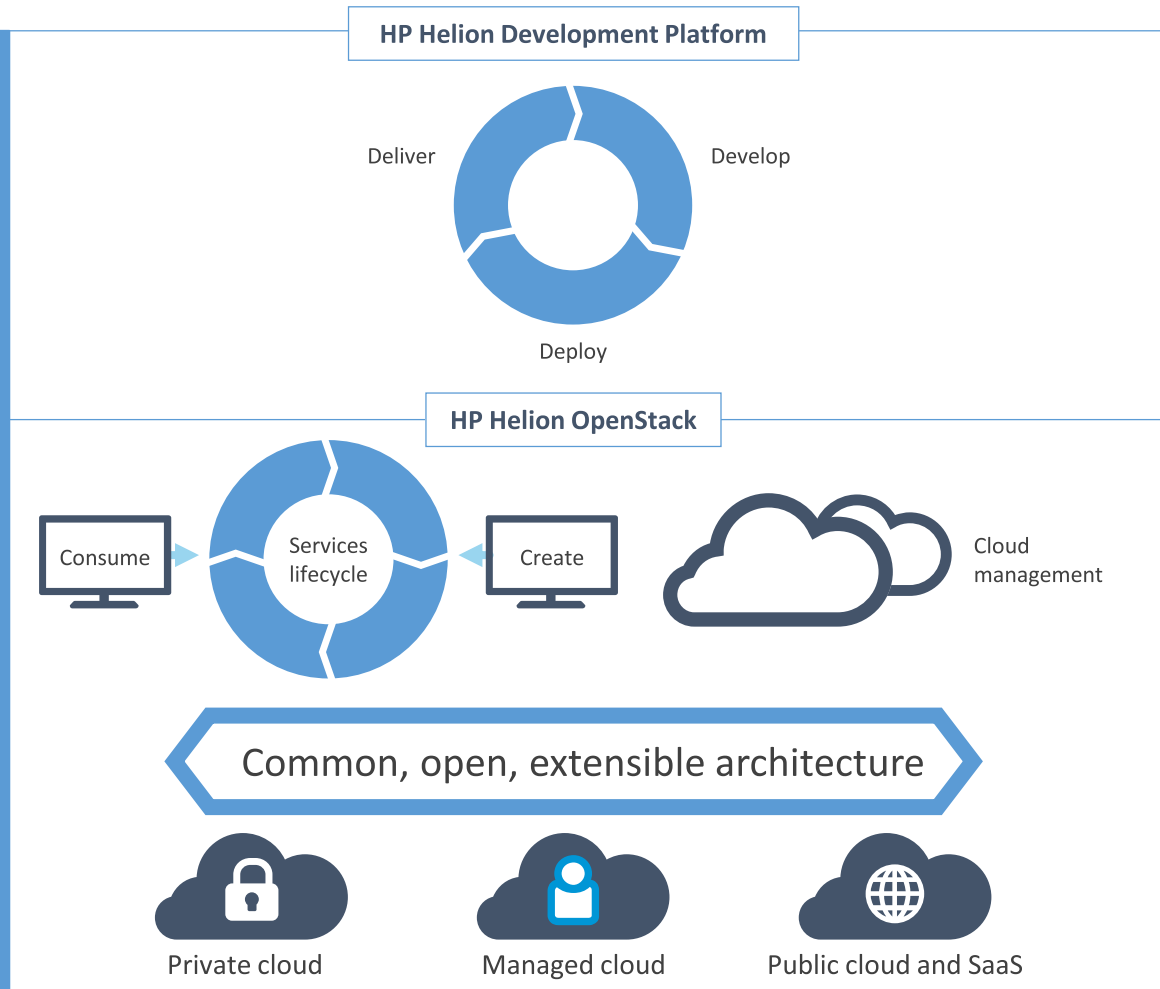 HP Helion Development Platform
Deliver
Develop
Deploy
HP Helion OpenStack
Consume
Services
lifecycle
Create
Cloud
management
Common, open, extensible architecture
Private cloud
Managed cloud
Public cloud and SaaS